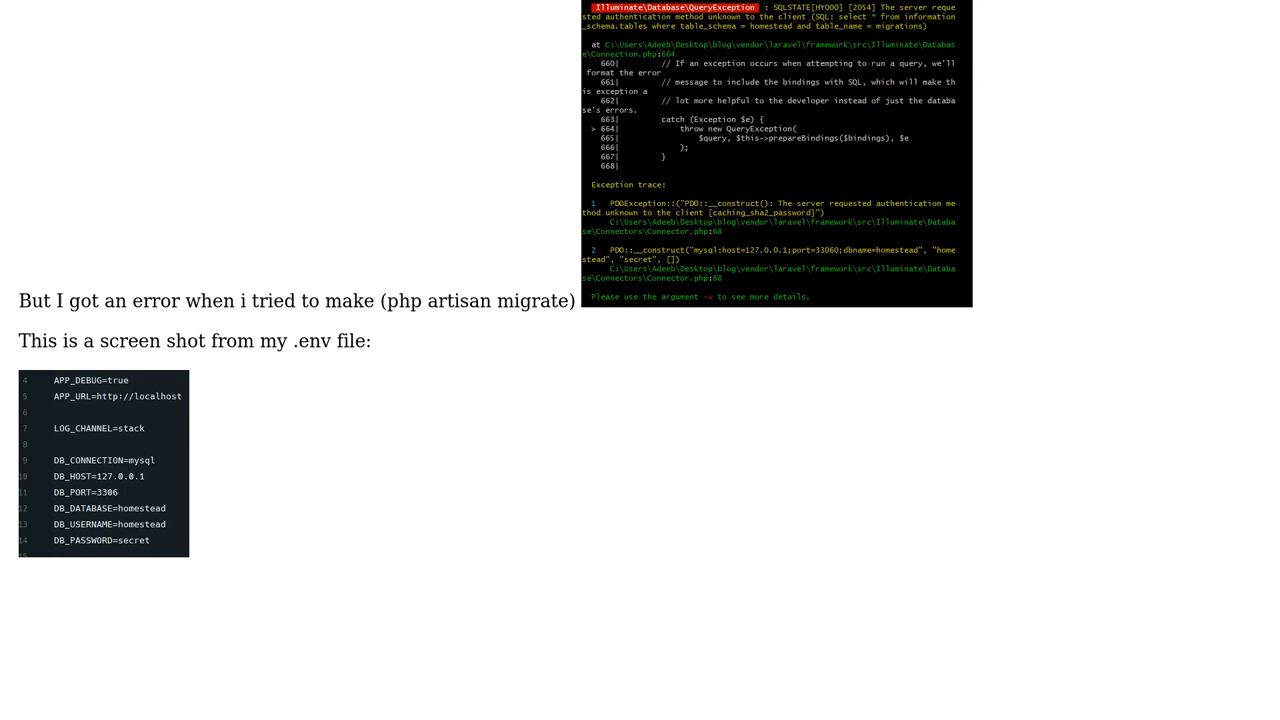 Illuminate\Database\QueryException : SQLSTATE[HY000] [2054] The server reque
sted authentication method unknown to the client (SQL: select * from information
_schema.tables where table_schema = homestead and table_name = migrations)
at C:\Users\Adeeb\Desktop\blog\vendor\laravel\framework\src\Illuminate\Databas
e\Connection.php:664
660| // If an exception occurs when attempting to run a query, we'll
format the error
661| // message to include the bindings with SQL, which will make th
is exception a
662| // lot more helpful to the developer instead of just the databa
se's errors.
663| catch (Exception $e) {
> 664| throw new QueryException(
665| $query, $this->prepareBindings($bindings), $e
666| );
667| }
668|
Exception trace:
1 PDOException::("PDO::__construct(): The server requested authentication me
thod unknown to the client [caching_sha2_password]")
C:\Users\Adeeb\Desktop\blog\vendor\laravel\framework\src\Illuminate\Databa
se\Connectors\Connector.php:68
2 PDO::__construct("mysql:host=127.0.0.1;port=33060;dbname=homestead", "home
stead", "secret", [])
C:\Users\Adeeb\Desktop\blog\vendor\laravel\framework\src\Illuminate\Databa
se\Connectors\Connector.php:68
Please use the argument -v to see more details.
But I got an error when i tried to make (php artisan migrate)
This is a screen shot from my .env file:
4 APP_DEBUG=true
5 APP_URL=http://localhost
6
7 LOG_CHANNEL=stack
8
9 DB_CONNECTION=mysql
10 DB_HOST=127.0.0.1
11 DB_PORT=3306
12 DB_DATABASE=homestead
13 DB_USERNAME=homestead
14 DB_PASSWORD=secret
15